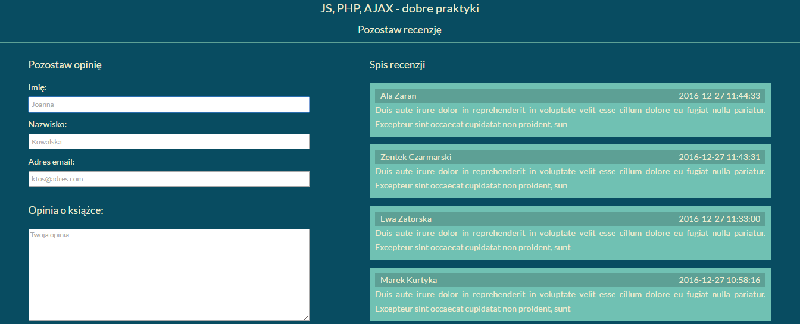 JS, PHP, AJAX - dobre praktyki
Pozostaw recenzję
Pozostaw opinię
Imię:
Joanna
Nazwisko:
Kowalska
Adres email:
ktos@adres.com
Opinia o książce:
Twoja opinia
Spis recenzji
Ala Zaran 2016-12-27 11:44:33
Duis aute irure dolor in reprehenderit in voluptate velit esse cillum dolore eu fugiat nulla pariatur.
Excepteur sint occaecat cupidatat non proident, sun
Zentek Czarmarski 2016-12-27 11:43:31
Duis aute irure dolor in reprehenderit in voluptate velit esse cillum dolore eu fugiat nulla pariatur.
Excepteur sint occaecat cupidatat non proident, sun
Ewa Zatorska 2016-12-27 11:33:00
Duis aute irure dolor in reprehenderit in voluptate velit esse cillum dolore eu fugiat nulla pariatur.
Excepteur sint occaecat cupidatat non proident, sunt
Marek Kurtyka 2016-12-27 10:58:16
Duis aute irure dolor in reprehenderit in voluptate velit esse cillum dolore eu fugiat nulla pariatur.
Excepteur sint occaecat cupidatat non proident, sunt